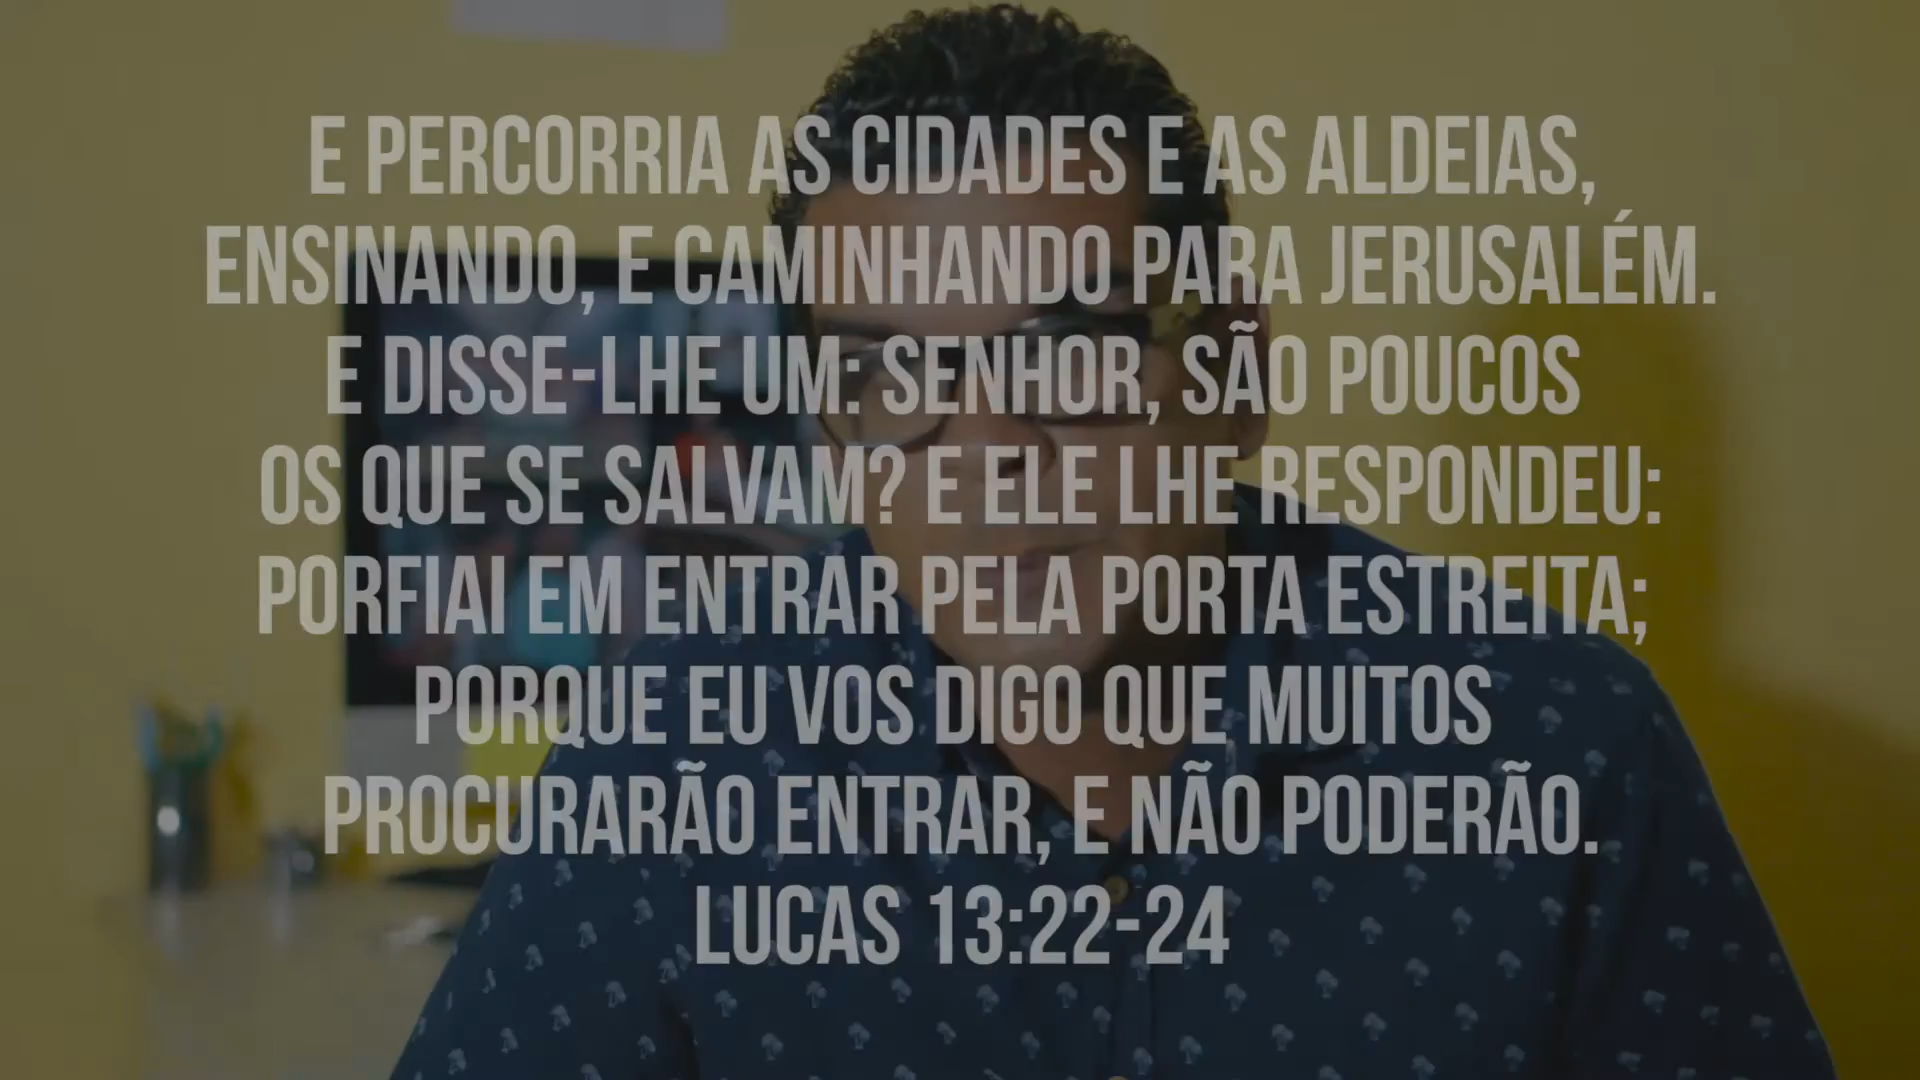 E PERCORRIA AS CIDADES E AS ALDEIAS,
ENSINANDO, E CAMINHANDO PARA JERUSALÉM.
E DISSE-LHE UM: SENHOR, SÃO POUCOS
OS QUE SE SALVAM? E ELE LHE RESPONDEU:
PORFIAI EM ENTRAR PELA PORTA ESTREITA;
PORQUE EU VOS DIGO QUE MUITOS
PROCURARÃO ENTRAR, E NÃO PODERÃO.
LUCAS 13:22-24